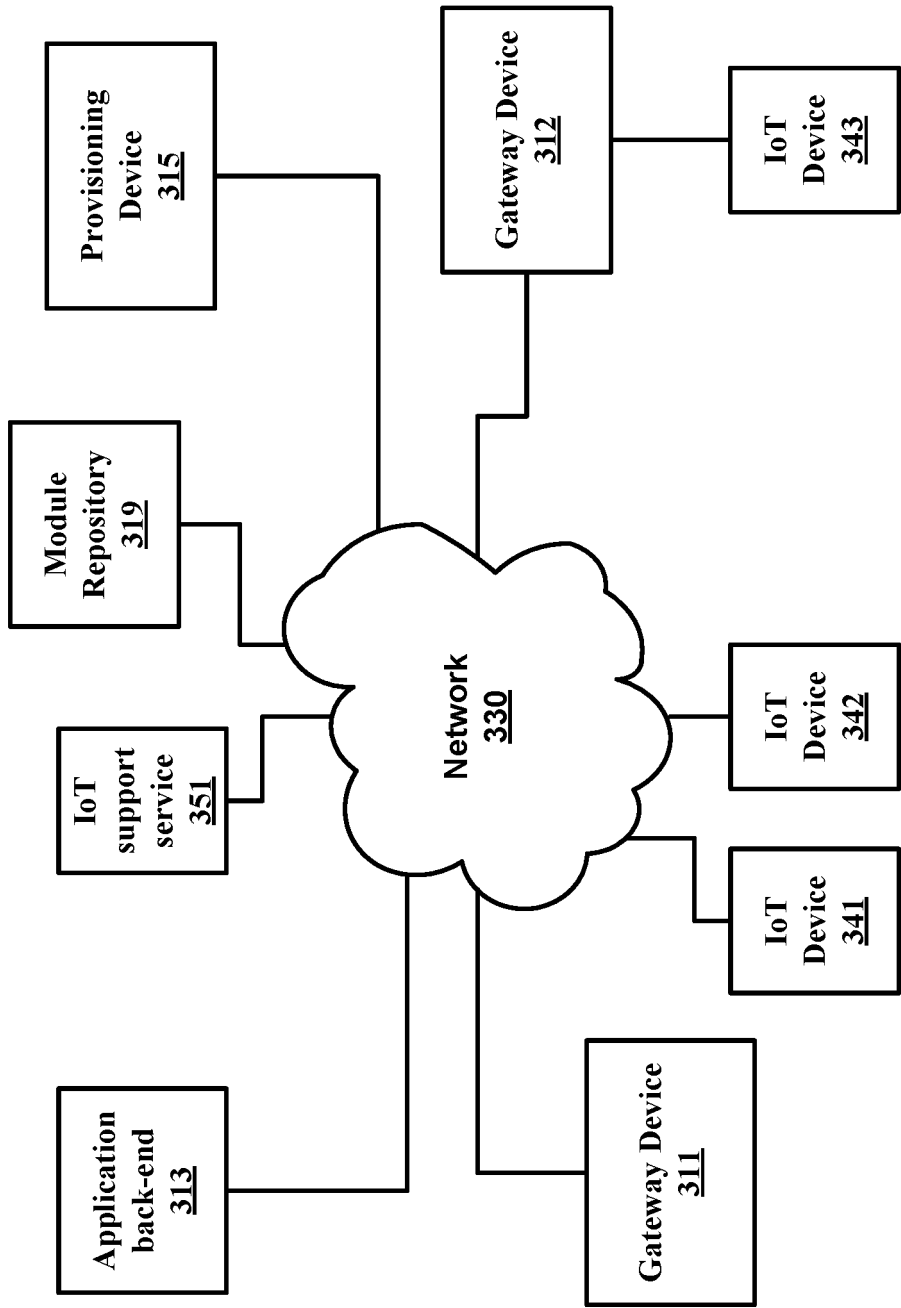 Application
back-end
313
IoT
support
service
351
Module
Repository
319
Provisioning
Device
315
Network
330
Gateway Device
311
Gateway Device
312
IoT
Device
341
IoT
Device
342
IoT
Device
343